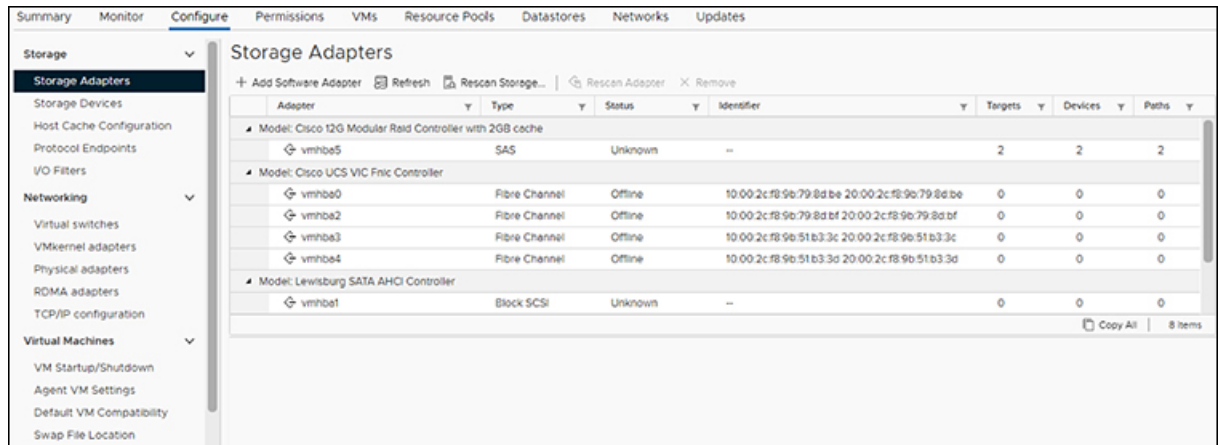 Summary Monitor Configure Permissions VMs Resource Pools Datastores Networks Updates
Storage
Storage Adapters
Storage Devices
Host Cache Configuration
Protocol Endpoints
I/O Filters
Networking
Virtual switches
VMkernel adapters
Physical adapters
RDMA adapters
TCP/IP configuration
Virtual Machines
VM Startup/Shutdown
Agent VM Settings
Default VM Compatibility
Swap File Location
Storage Adapters
+ Add Software Adapter Refresh Rescan Storage... Rescan Adapter × Remove
Adapter Type Status Identifier Targets Devices Paths
Model: Cisco 12G Modular Raid Controller with 2GB cache
vmhba5 SAS Unknown -- 2 2 2
Model: Cisco UCS VIC Fnic Controller
vmhba0 Fibre Channel Offline 10:00:2c:f8:9b:79:8d:be 20:00:2c:f8:9b:79:8d:be 0 0 0
vmhba2 Fibre Channel Offline 10:00:2c:f8:9b:79:8d:bf 20:00:2c:f8:9b:79:8d:bf 0 0 0
vmhba3 Fibre Channel Offline 10:00:2c:f8:9b:51:b3:3c 20:00:2c:f8:9b:51:b3:3c 0 0 0
vmhba4 Fibre Channel Offline 10:00:2c:f8:9b:51:b3:3d 20:00:2c:f8:9b:51:b3:3d 0 0 0
Model: Lewisburg SATA AHCI Controller
vmhba1 Block SCSI Unknown -- 0 0 0
Copy All 8 items